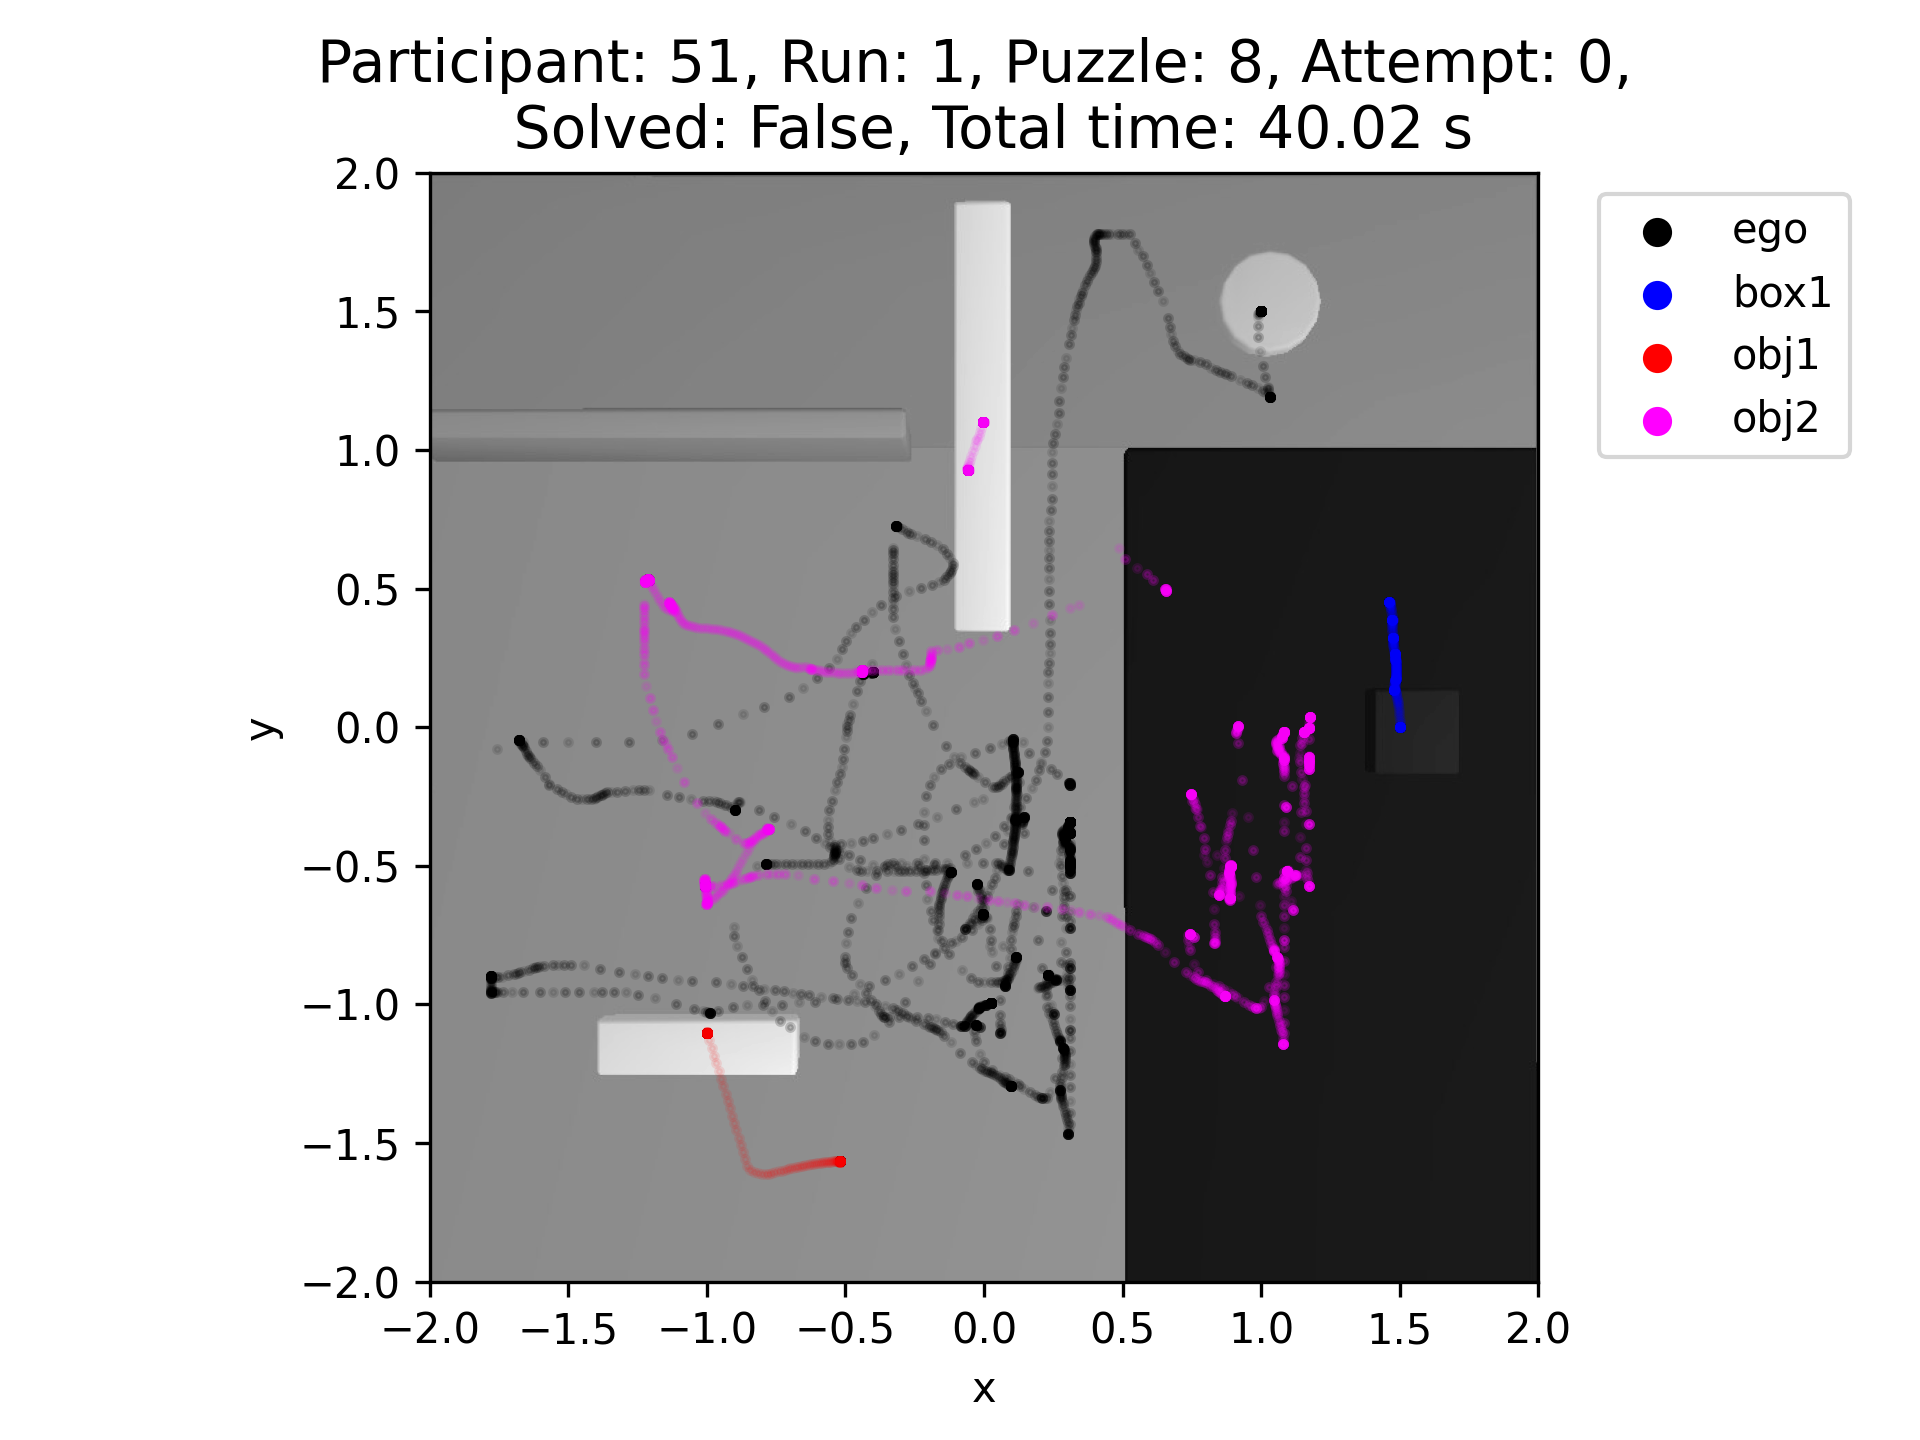 Participant: 51, Run: 1, Puzzle: 8, Attempt: 0,
Solved: False, Total time: 40.02 s
2.0
1.5
1.0
0.5
0.0
−0.5
−1.0
−1.5
−2.0
y
−2.0 −1.5 −1.0 −0.5 0.0 0.5 1.0 1.5 2.0
x
ego
box1
obj1
obj2